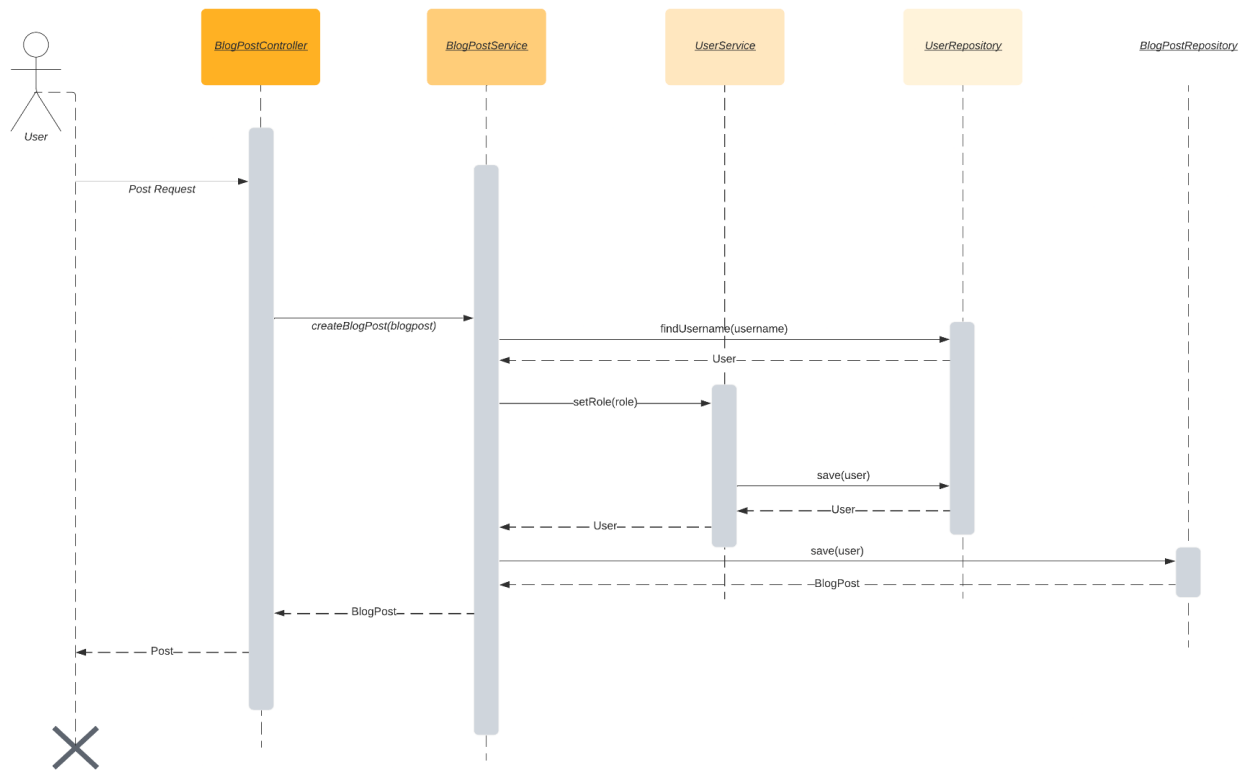 BlogPostController
BlogPostService
UserService
UserRepository
BlogPostRepository
User
Post Request
createBlogPost(blogpost)
findUsername(username)
User
setRole(role)
save(user)
User
User
save(user)
BlogPost
BlogPost
Post